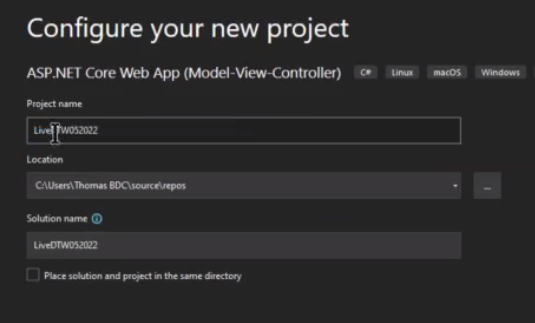 Configure your new project
ASP.NET Core Web App (Model-View-Controller) C# Linux macOS Windows
Project name
LiveDTW052022
Location
C:\Users\Thomas BDC\source\repos
...
Solution name
LiveDTW052022
Place solution and project in the same directory